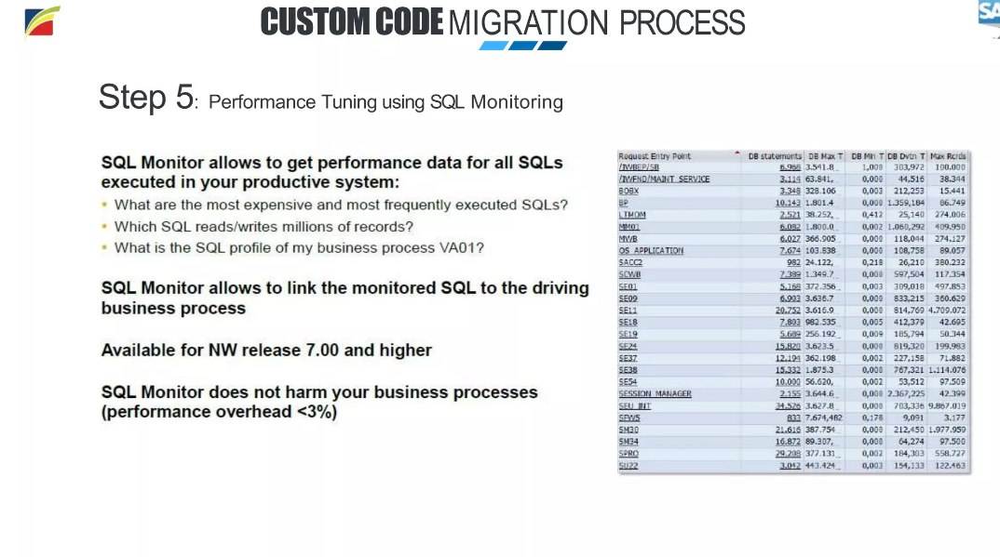 CUSTOM CODE MIGRATION PROCESS
SA
Step 5: Performance Tuning using SQL Monitoring
SQL Monitor allows to get performance data for all SQLs
executed in your productive system:
• What are the most expensive and most frequently executed SQLs?
• Which SQL reads/writes millions of records?
• What is the SQL profile of my business process VA01?
SQL Monitor allows to link the monitored SQL to the driving
business process
Available for NW release 7.00 and higher
SQL Monitor does not harm your business processes
(performance overhead <3%)
Request Entry Point DB statements DB Max T DB Min T DB Dvtn T Max Rcrds
/IWBEP/SB 6.968 3.541.8_ 1,000 303,972 100.000
/IWFND/MAINT_SERVICE 3.114 63.841,_ 0,000 44,516 38.344
BOBX 3.348 328.106 0,003 212,253 15.441
BP 10.143 1.801.4_ 0,000 1.359,184 86.749
LTMOM 2.521 38.252,_ 0,412 25,140 274.006
MM01 6.082 1.800.0_ 0,002 1.060,292 409.950
MWB 6.027 366.905_ 0,000 118,044 274.127
OS_APPLICATION 7.674 103.838_ 0,000 108,758 89.057
SACC2 982 24.122,_ 0,218 26,210 380.232
SCWB 7.389 1.349.7_ 0,000 597,504 117.354
SE01 5.168 372.356_ 0,003 309,018 497.853
SE09 6.903 3.636.7_ 0,000 833,215 360.629
SE11 20.752 3.616.9_ 0,000 814,769 4.709.072
SE18 7.803 982.535_ 0,005 412,379 42.695
SE19 5.689 256.192_ 0,009 185,794 50.344
SE24 15.820 3.623.5_ 0,000 819,320 199.983
SE37 12.194 362.198_ 0,002 227,158 71.882
SE38 15.332 1.875.3_ 0,000 767,321 1.114.076
SE54 10.000 56.620,_ 0,002 53,512 97.509
SESSION_MANAGER 2.155 3.644.6_ 0,000 2.367,225 42.399
SEU_INT 34.526 3.627.8_ 0,000 703,336 9.867.019
SFW5 833 7.674,482 0,178 9,091 3.177
SM30 21.616 387.754_ 0,000 212,450 1.977.959
SM34 16.872 89.307,_ 0,000 64,274 97.500
SPRO 29.208 377.131_ 0,002 184,303 558.727
SU22 3.042 443.424_ 0,003 154,133 122.463